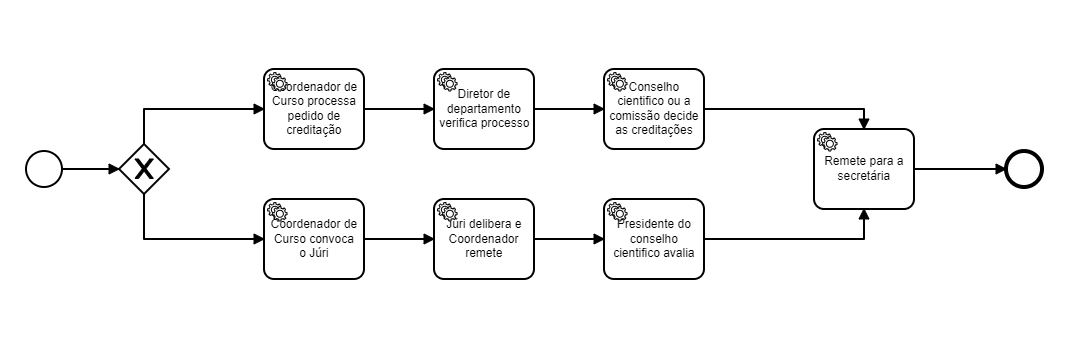 Coordenador de
Curso processa
pedido de
creditação
Diretor de
departamento
verifica processo
Conselho
cientifico ou a
comissão decide
as creditações
Remete para a
secretária
Coordenador de
Curso convoca
o Júri
Júri delibera e
Coordenador
remete
Presidente do
conselho
cientifico avalia